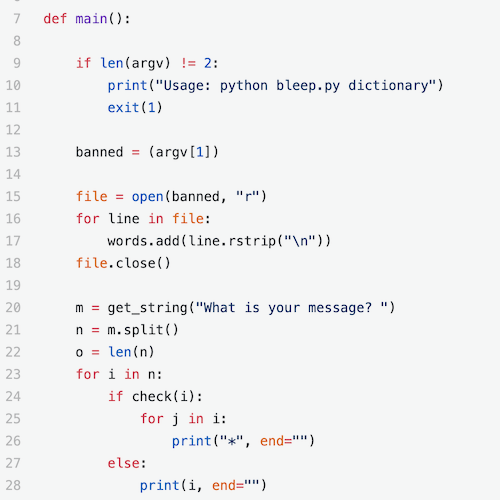 7 def main():
8
9 if len(argv) != 2:
10 print("Usage: python bleep.py dictionary")
11 exit(1)
12
13 banned = (argv[1])
14
15 file = open(banned, "r")
16 for line in file:
17 words.add(line.rstrip("\n"))
18 file.close()
19
20 m = get_string("What is your message? ")
21 n = m.split()
22 o = len(n)
23 for i in n:
24 if check(i):
25 for j in i:
26 print("*", end="")
27 else:
28 print(i, end="")